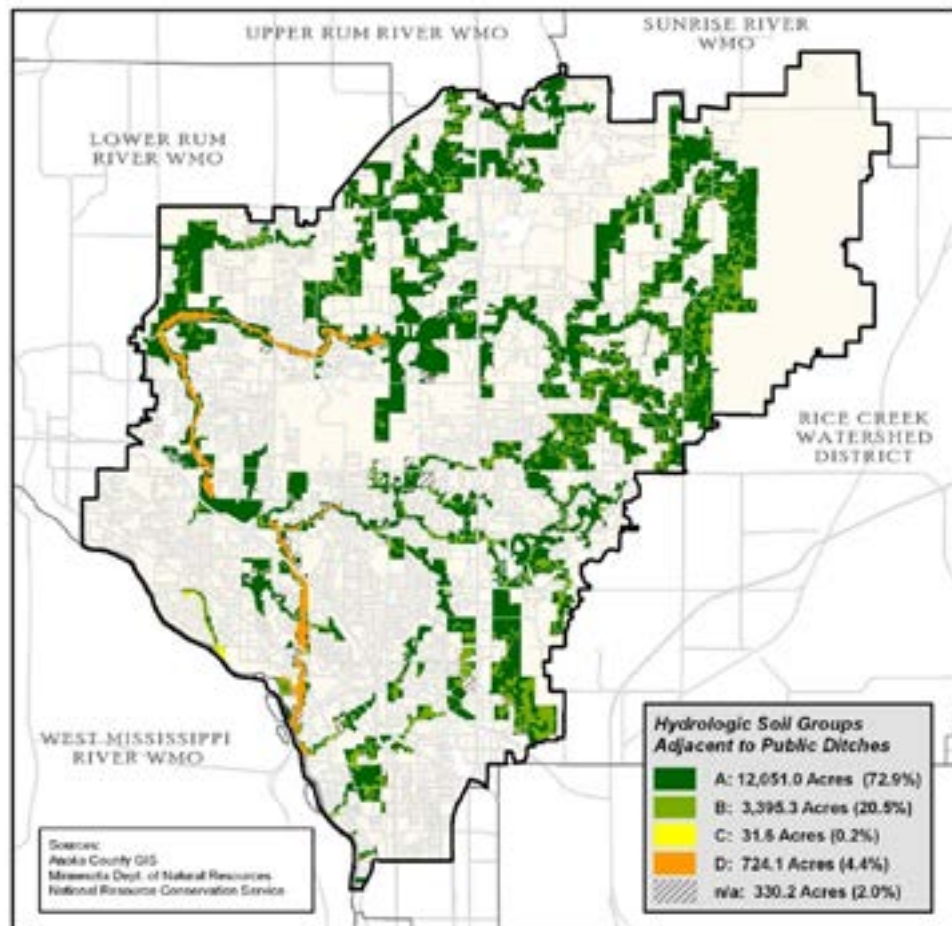 UPPER RUM RIVER WMO
SUNRISE RIVER
WMO
LOWER RUM
RIVER WMO
RICE CREEK
WATERSHED
DISTRICT
WEST MISSISSIPPI
RIVER WMO
Hydrologic Soil Groups
Adjacent to Public Ditches
A: 12,051.0 Acres (72.9%)
B: 3,395.3 Acres (20.5%)
C: 31.6 Acres (0.2%)
D: 724.1 Acres (4.4%)
n/a: 330.2 Acres (2.0%)
Sources:
Anoka County GIS
Minnesota Dept. of Natural Resources
National Resource Conservation Service